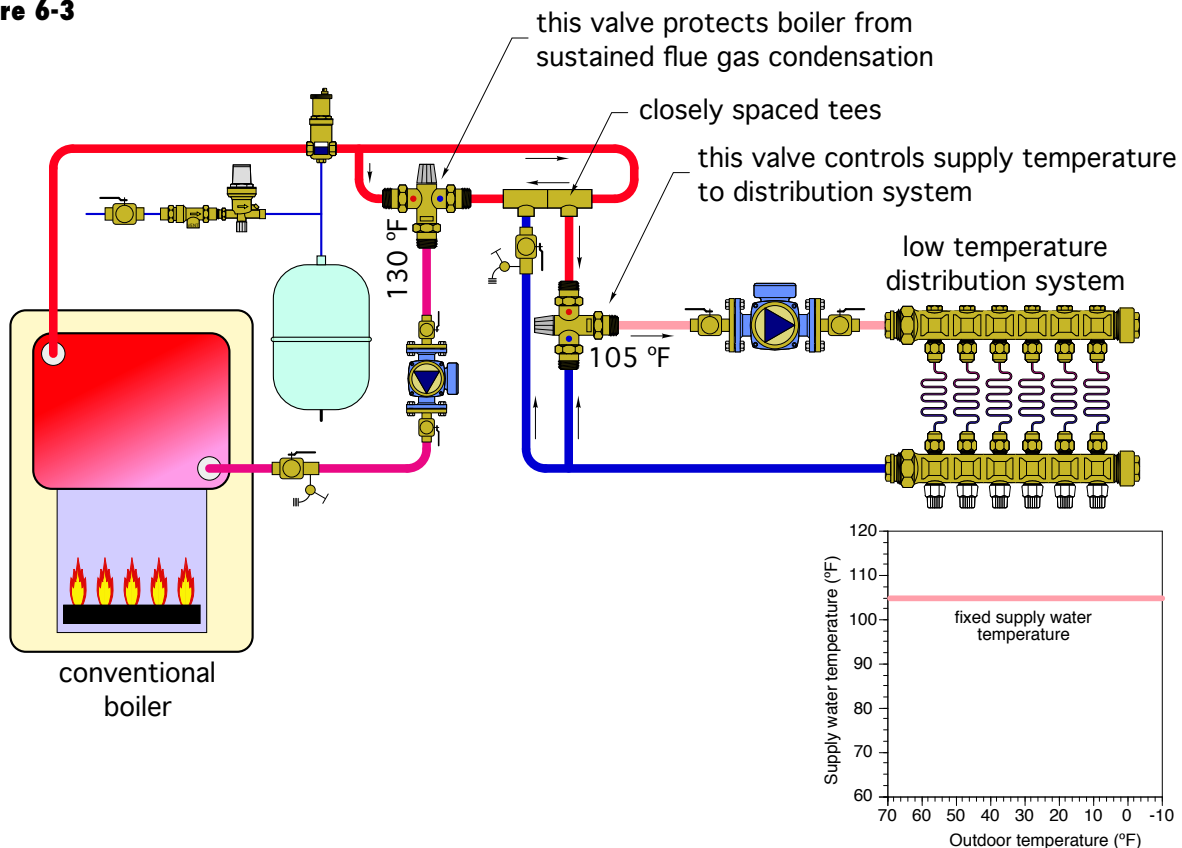 re 6-3
this valve protects boiler from
sustained flue gas condensation
closely spaced tees
this valve controls supply temperature
to distribution system
low temperature
distribution system
130 ºF
105 ºF
conventional
boiler
120
110
100
90
80
70
60
Supply water temperature (ºF)
fixed supply water
temperature
70 60 50 40 30 20 10 0 -10
Outdoor temperature (ºF)